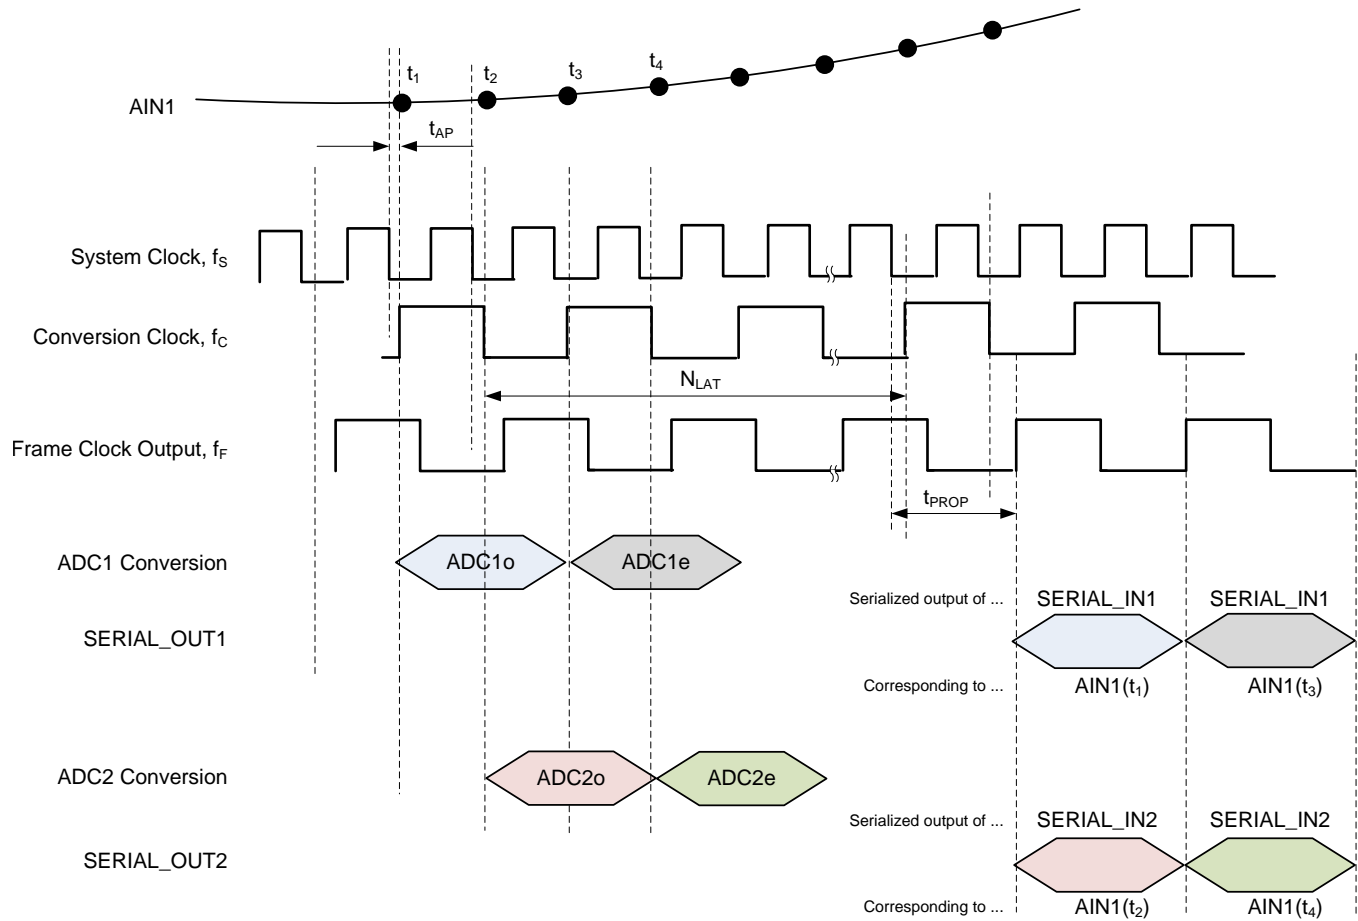 t1 t2 t3 t4
AIN1
tAP
System Clock, fS
Conversion Clock, fC
NLAT
Frame Clock Output, fF
tPROP
ADC1 Conversion
ADC1o ADC1e
Serialized output of ... SERIAL_IN1 SERIAL_IN1
SERIAL_OUT1
Corresponding to ... AIN1(t1) AIN1(t3)
ADC2 Conversion
ADC2o ADC2e
Serialized output of ... SERIAL_IN2 SERIAL_IN2
SERIAL_OUT2
Corresponding to ... AIN1(t2) AIN1(t4)